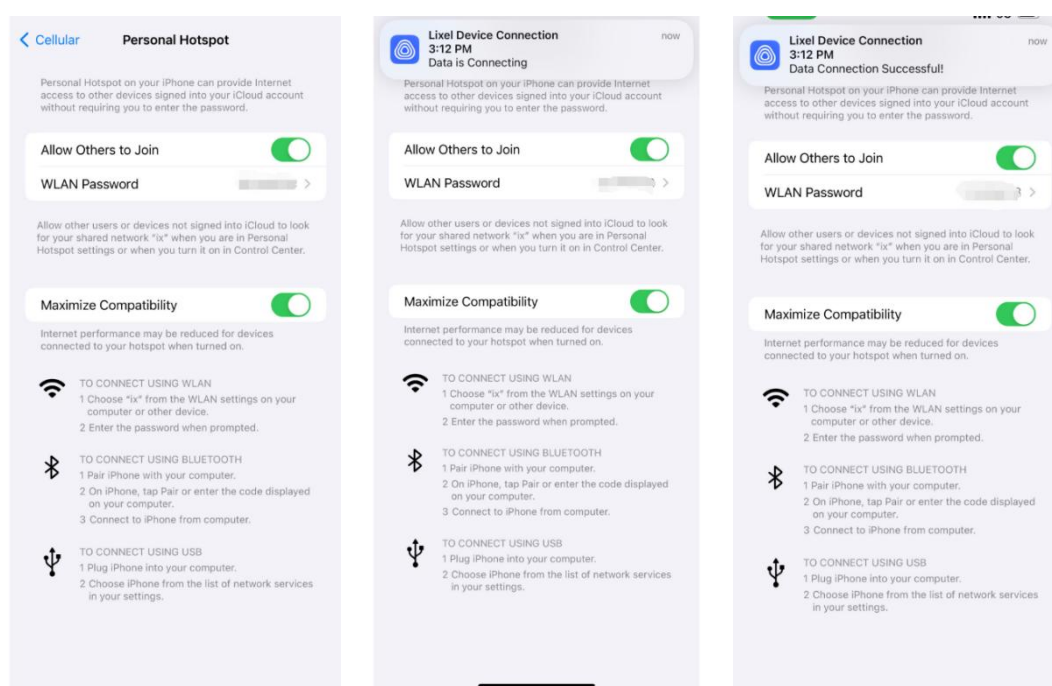 Cellular
Personal Hotspot
Personal Hotspot on your iPhone can provide Internet
access to other devices signed into your iCloud account
without requiring you to enter the password.
Allow Others to Join
WLAN Password
Allow other users or devices not signed into iCloud to look
for your shared network "ix" when you are in Personal
Hotspot settings or when you turn it on in Control Center.
Maximize Compatibility
Internet performance may be reduced for devices
connected to your hotspot when turned on.
TO CONNECT USING WLAN
1 Choose "ix" from the WLAN settings on your
computer or other device.
2 Enter the password when prompted.
TO CONNECT USING BLUETOOTH
1 Pair iPhone with your computer.
2 On iPhone, tap Pair or enter the code displayed
on your computer.
3 Connect to iPhone from computer.
TO CONNECT USING USB
1 Plug iPhone into your computer.
2 Choose iPhone from the list of network services
in your settings.
Lixel Device Connection
now
3:12 PM
Data is Connecting
Personal Hotspot on your iPhone can provide Internet
access to other devices signed into your iCloud account
without requiring you to enter the password.
Allow Others to Join
WLAN Password
Allow other users or devices not signed into iCloud to look
for your shared network "ix" when you are in Personal
Hotspot settings or when you turn it on in Control Center.
Maximize Compatibility
Internet performance may be reduced for devices
connected to your hotspot when turned on.
TO CONNECT USING WLAN
1 Choose "ix" from the WLAN settings on your
computer or other device.
2 Enter the password when prompted.
TO CONNECT USING BLUETOOTH
1 Pair iPhone with your computer.
2 On iPhone, tap Pair or enter the code displayed
on your computer.
3 Connect to iPhone from computer.
TO CONNECT USING USB
1 Plug iPhone into your computer.
2 Choose iPhone from the list of network services
in your settings.
Lixel Device Connection
now
3:12 PM
Data Connection Successful!
Personal Hotspot on your iPhone can provide Internet
access to other devices signed into your iCloud account
without requiring you to enter the password.
Allow Others to Join
WLAN Password
Allow other users or devices not signed into iCloud to look
for your shared network "ix" when you are in Personal
Hotspot settings or when you turn it on in Control Center.
Maximize Compatibility
Internet performance may be reduced for devices
connected to your hotspot when turned on.
TO CONNECT USING WLAN
1 Choose "ix" from the WLAN settings on your
computer or other device.
2 Enter the password when prompted.
TO CONNECT USING BLUETOOTH
1 Pair iPhone with your computer.
2 On iPhone, tap Pair or enter the code displayed
on your computer.
3 Connect to iPhone from computer.
TO CONNECT USING USB
1 Plug iPhone into your computer.
2 Choose iPhone from the list of network services
in your settings.